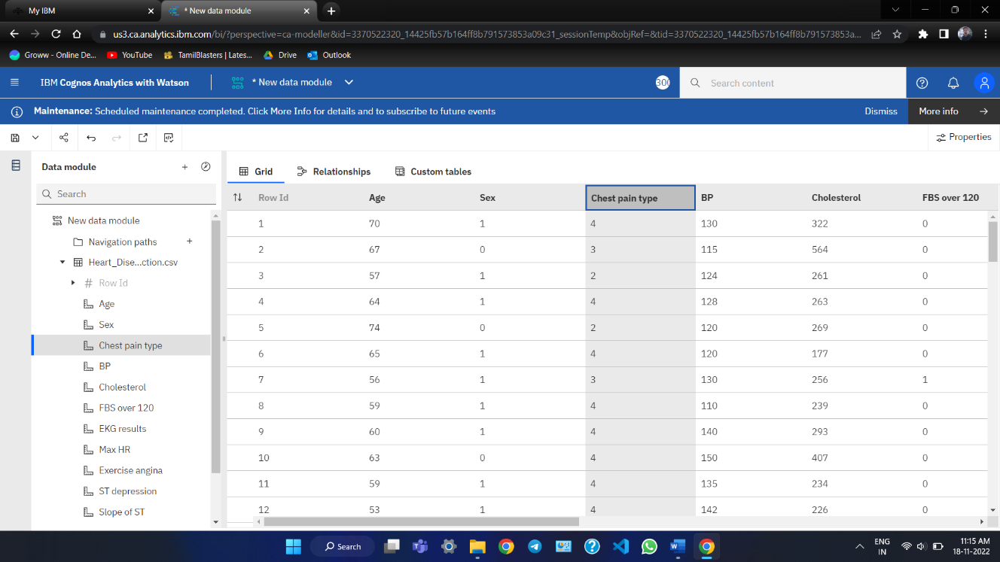 My IBM
* New data module
us3.ca.analytics.ibm.com/bi/?perspective=ca-modeller&id=3370522320_14425fb57b164ff8b791573853a09c31_sessionTemp&objRef=&tid=3370522320_14425fb57b164ff8b791573853a...
Groww - Online De...
YouTube
TamilBlasters | Lates...
Drive
Outlook
IBM Cognos Analytics with Watson
* New data module
300
Search content
Maintenance: Scheduled maintenance completed. Click More Info for details and to subscribe to future events
Dismiss
More info
Properties
Data module
Search
New data module
Navigation paths
Heart_Dise...ction.csv
# Row Id
Age
Sex
Chest pain type
BP
Cholesterol
FBS over 120
EKG results
Max HR
Exercise angina
ST depression
Slope of ST
Grid
Relationships
Custom tables
Row Id Age Sex Chest pain type BP Cholesterol FBS over 120
1 70 1 4 130 322 0
2 67 0 3 115 564 0
3 57 1 2 124 261 0
4 64 1 4 128 263 0
5 74 0 2 120 269 0
6 65 1 4 120 177 0
7 56 1 3 130 256 1
8 59 1 4 110 239 0
9 60 1 4 140 293 0
10 63 0 4 150 407 0
11 59 1 4 135 234 0
12 53 1 4 142 226 0
Search
ENG
IN
11:15 AM
18-11-2022